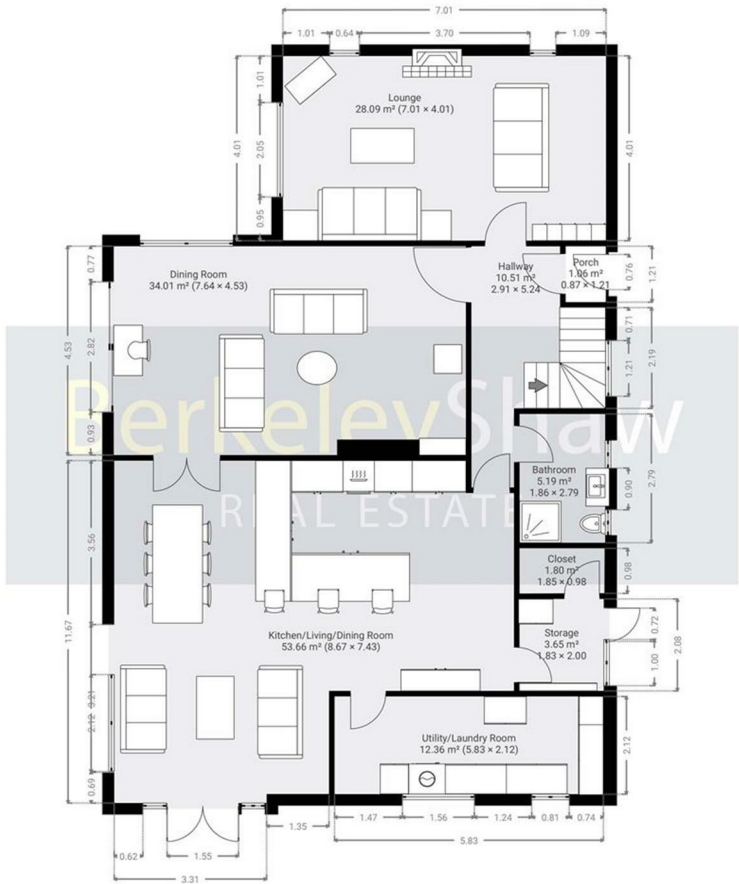 7.01
1.01 0.64 3.70 1.09
Lounge
28.09 m² (7.01 × 4.01)
4.01
1.01
2.05
0.95
4.01
Dining Room
34.01 m² (7.64 × 4.53)
Hallway
10.51 m²
2.91 × 5.24
Porch
1.06 m²
0.87 × 1.21
0.76
1.21
0.77
2.82
0.93
4.53
0.71
1.21
2.19
BerkeleyShaw
REAL ESTATE
Bathroom
5.19 m²
1.86 × 2.79
0.90
2.79
Closet
1.80 m²
1.85 × 0.98
0.98
Storage
3.65 m²
1.83 × 2.00
0.72
1.00
2.08
3.56
11.67
3.21
2.12
0.69
Kitchen/Living/Dining Room
53.66 m² (8.67 × 7.43)
Utility/Laundry Room
12.36 m² (5.83 × 2.12)
2.12
1.35
1.47 1.56 1.24 0.81 0.74
5.83
0.62 1.55
3.31